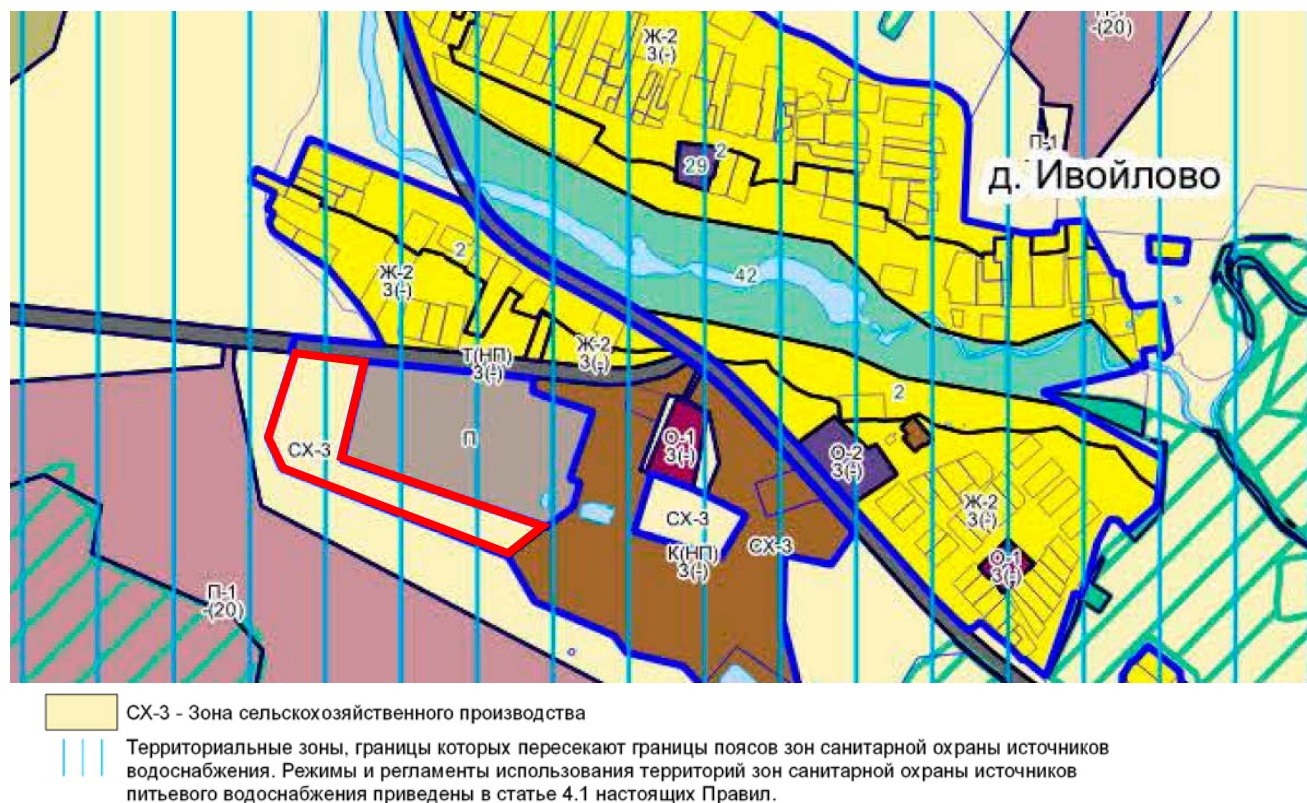 П-1
-(20)
Ж-2
3(-)
29
2
П-1
д. Ивойлово
Ж-2
3(-)
2
42
Ж-2
3(-)
Т(НП)
3(-)
2
СХ-3
П
О-1
3(-)
О-2
3(-)
СХ-3
К(НП)
3(-)
СХ-3
Ж-2
3(-)
О-1
3(-)
П-1
-(20)
СХ-3 - Зона сельскохозяйственного производства
Территориальные зоны, границы которых пересекают границы поясов зон санитарной охраны источников
водоснабжения. Режимы и регламенты использования территорий зон санитарной охраны источников
питьевого водоснабжения приведены в статье 4.1 настоящих Правил.